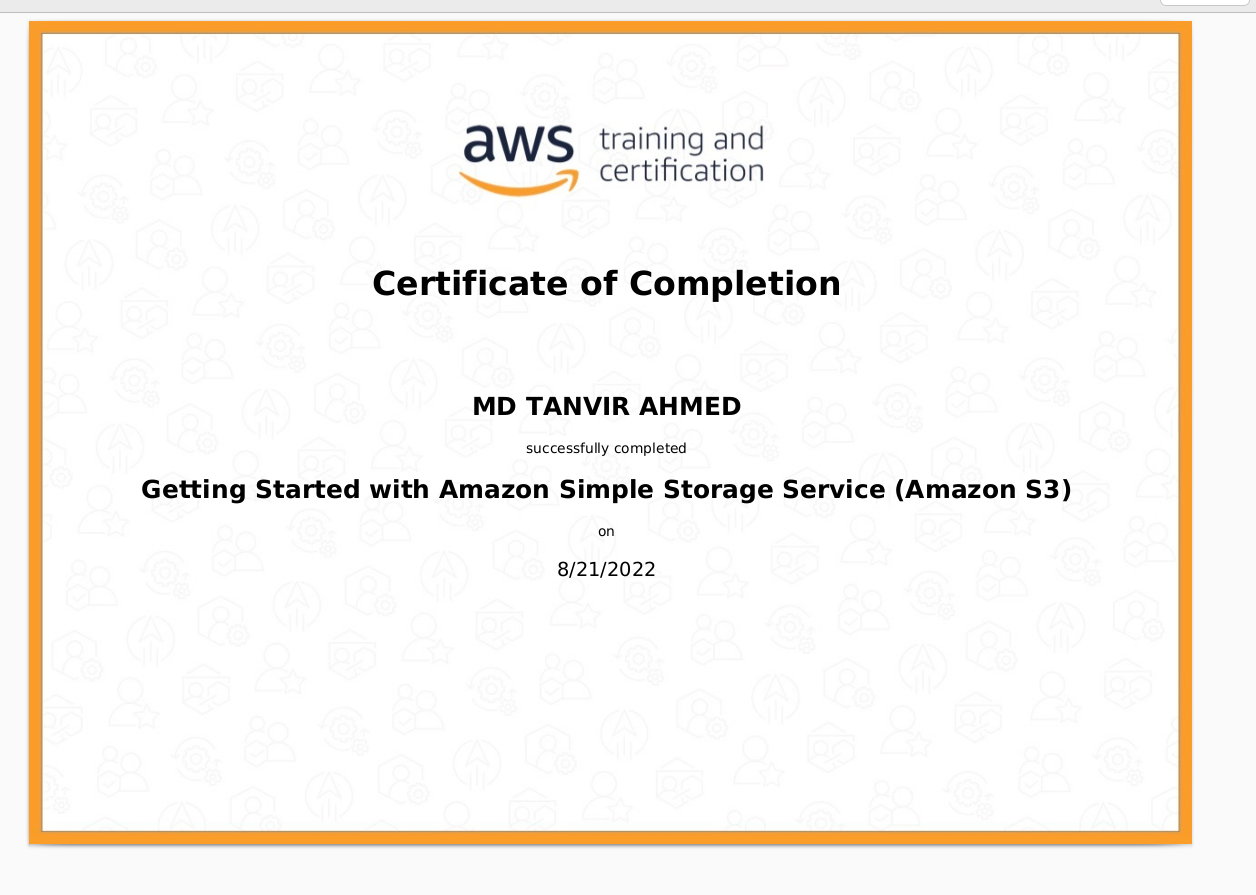 aws training and
certification
Certificate of Completion
MD TANVIR AHMED
successfully completed
Getting Started with Amazon Simple Storage Service (Amazon S3)
on
8/21/2022